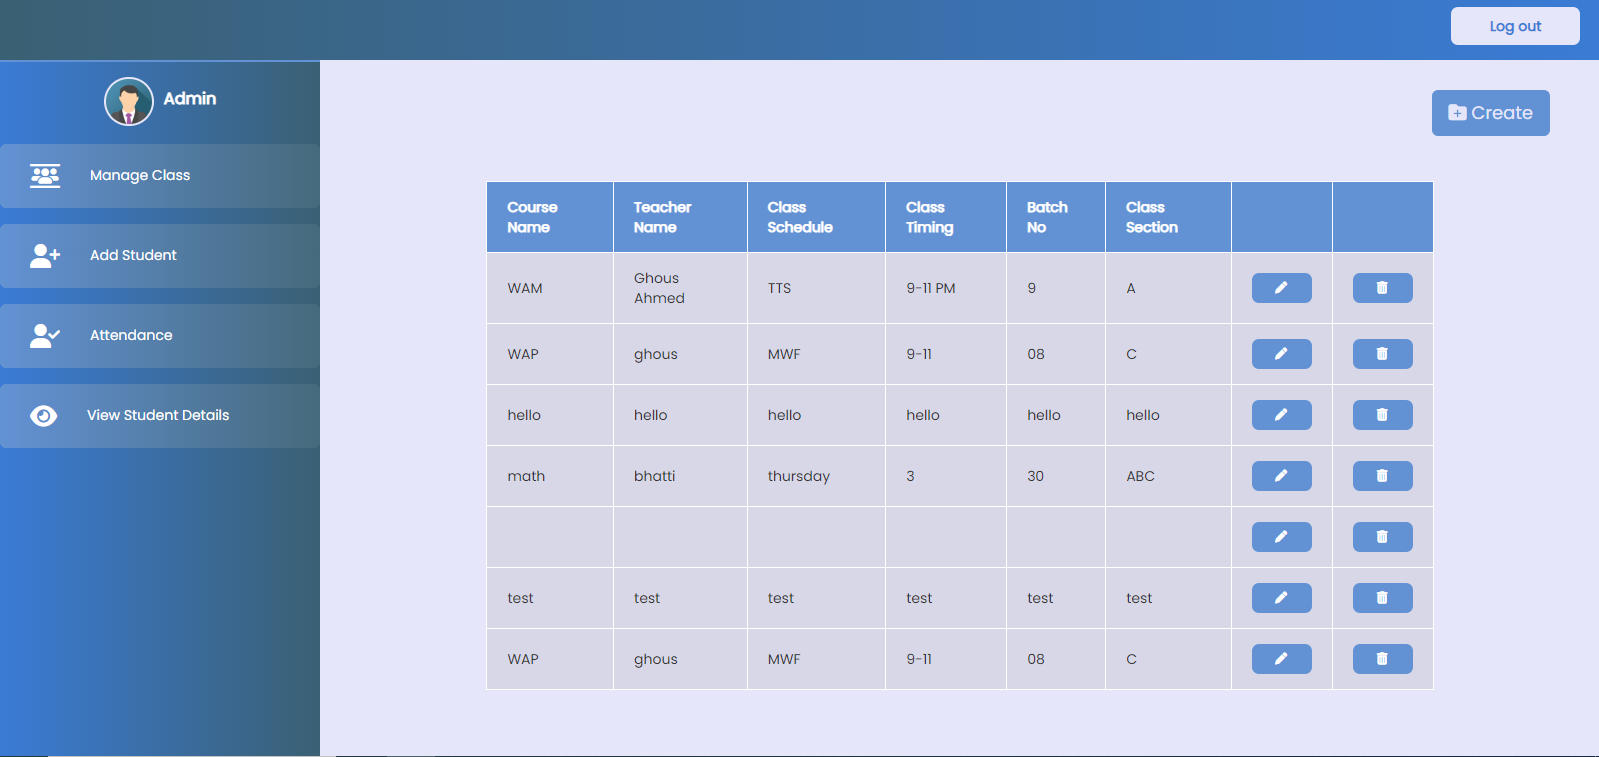 Log out
Admin
Manage Class
Add Student
Attendance
View Student Details
Create
Course Name Teacher Name Class Schedule Class Timing Batch No Class Section
WAM Ghous Ahmed TTS 9-11 PM 9 A
WAP ghous MWF 9-11 08 C
hello hello hello hello hello hello
math bhatti thursday 3 30 ABC
test test test test test test
WAP ghous MWF 9-11 08 C